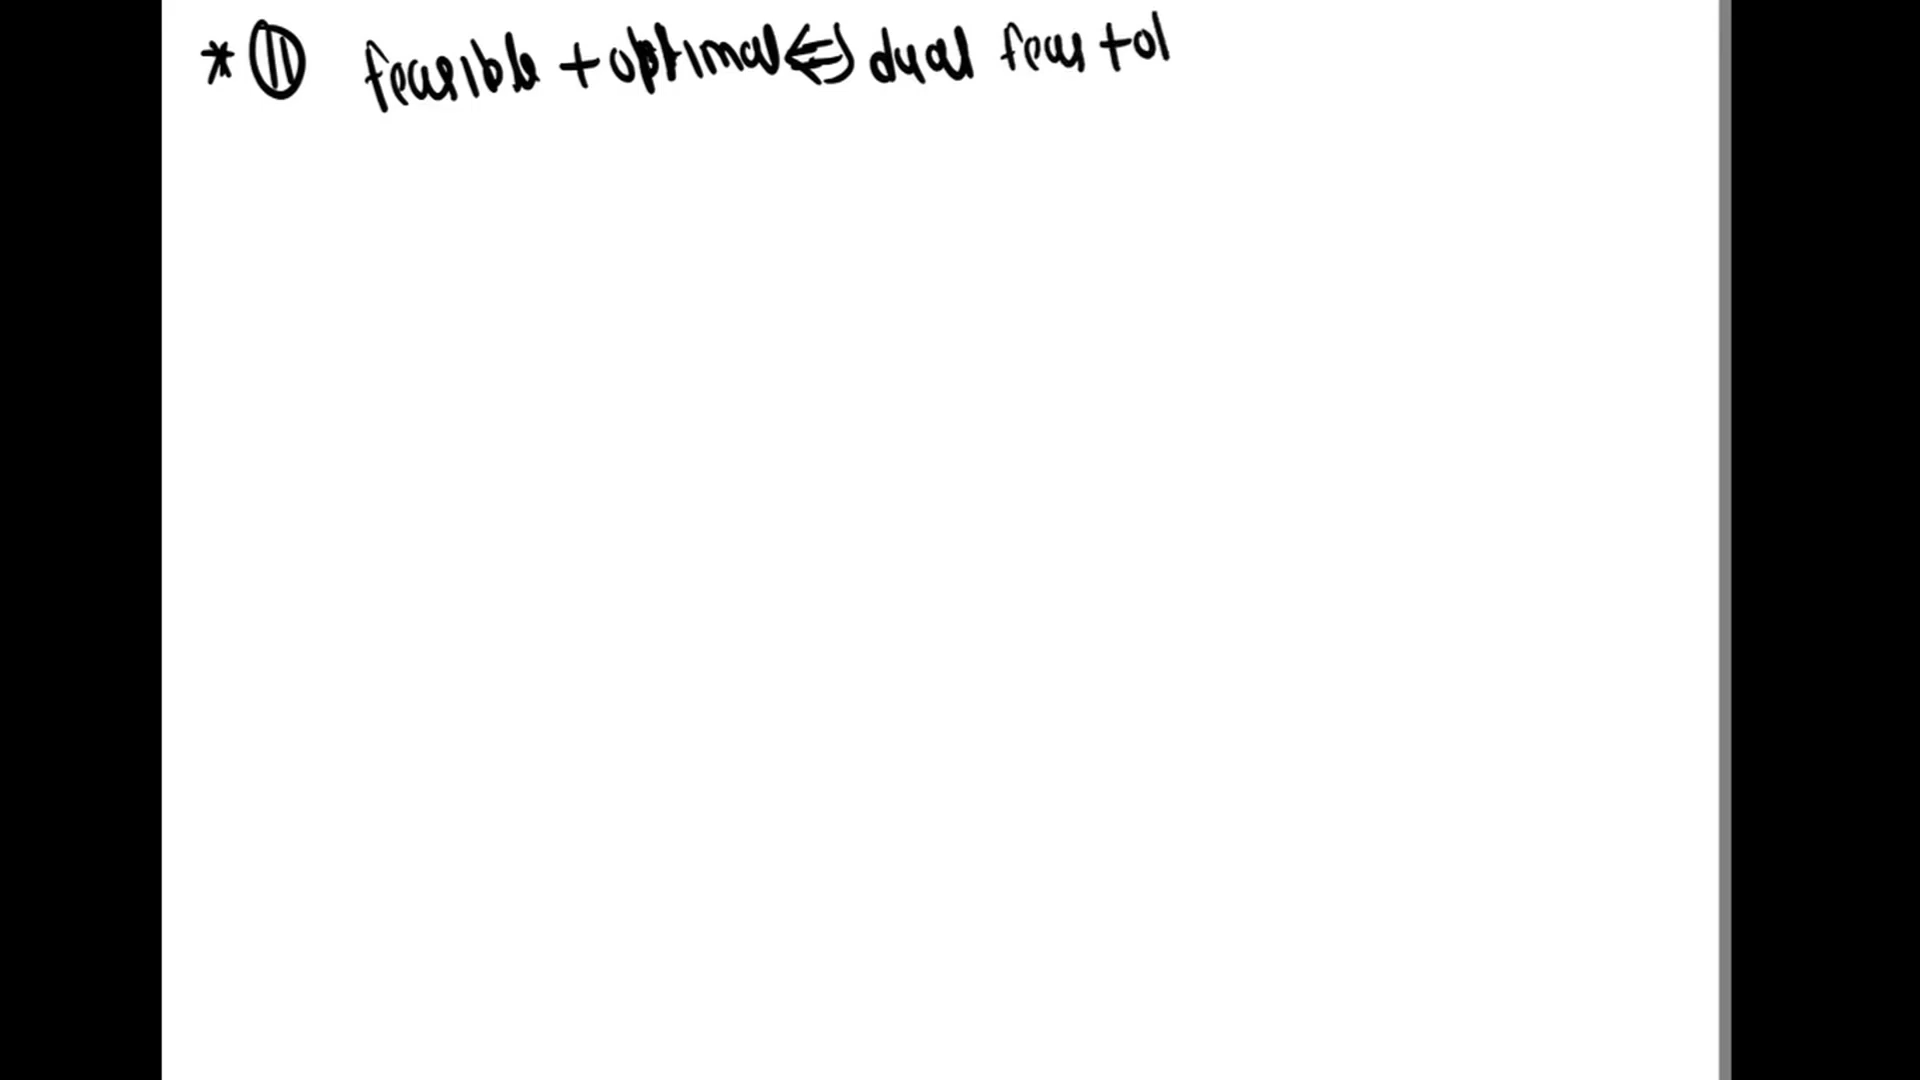 * ⑪ feasible + optimal ⇔ dual feas tol